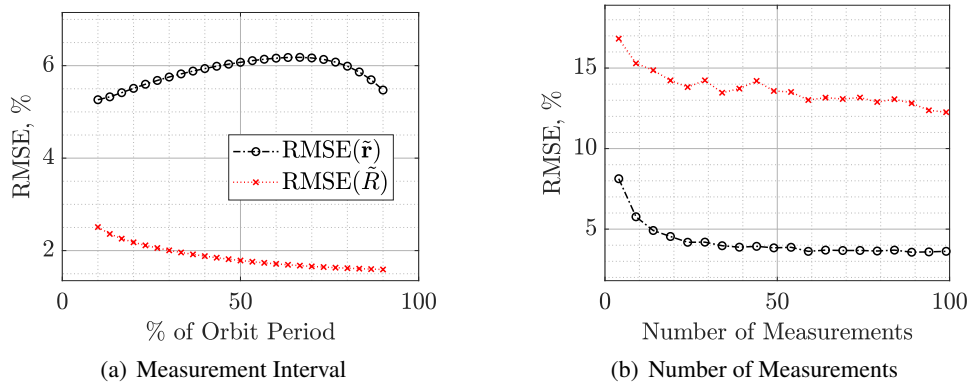 RMSE, %
6
4
2
0
50
100
% of Orbit Period
RMSE(r̃)
RMSE(R̃)
(a) Measurement Interval
RMSE, %
15
10
5
0
50
100
Number of Measurements
(b) Number of Measurements